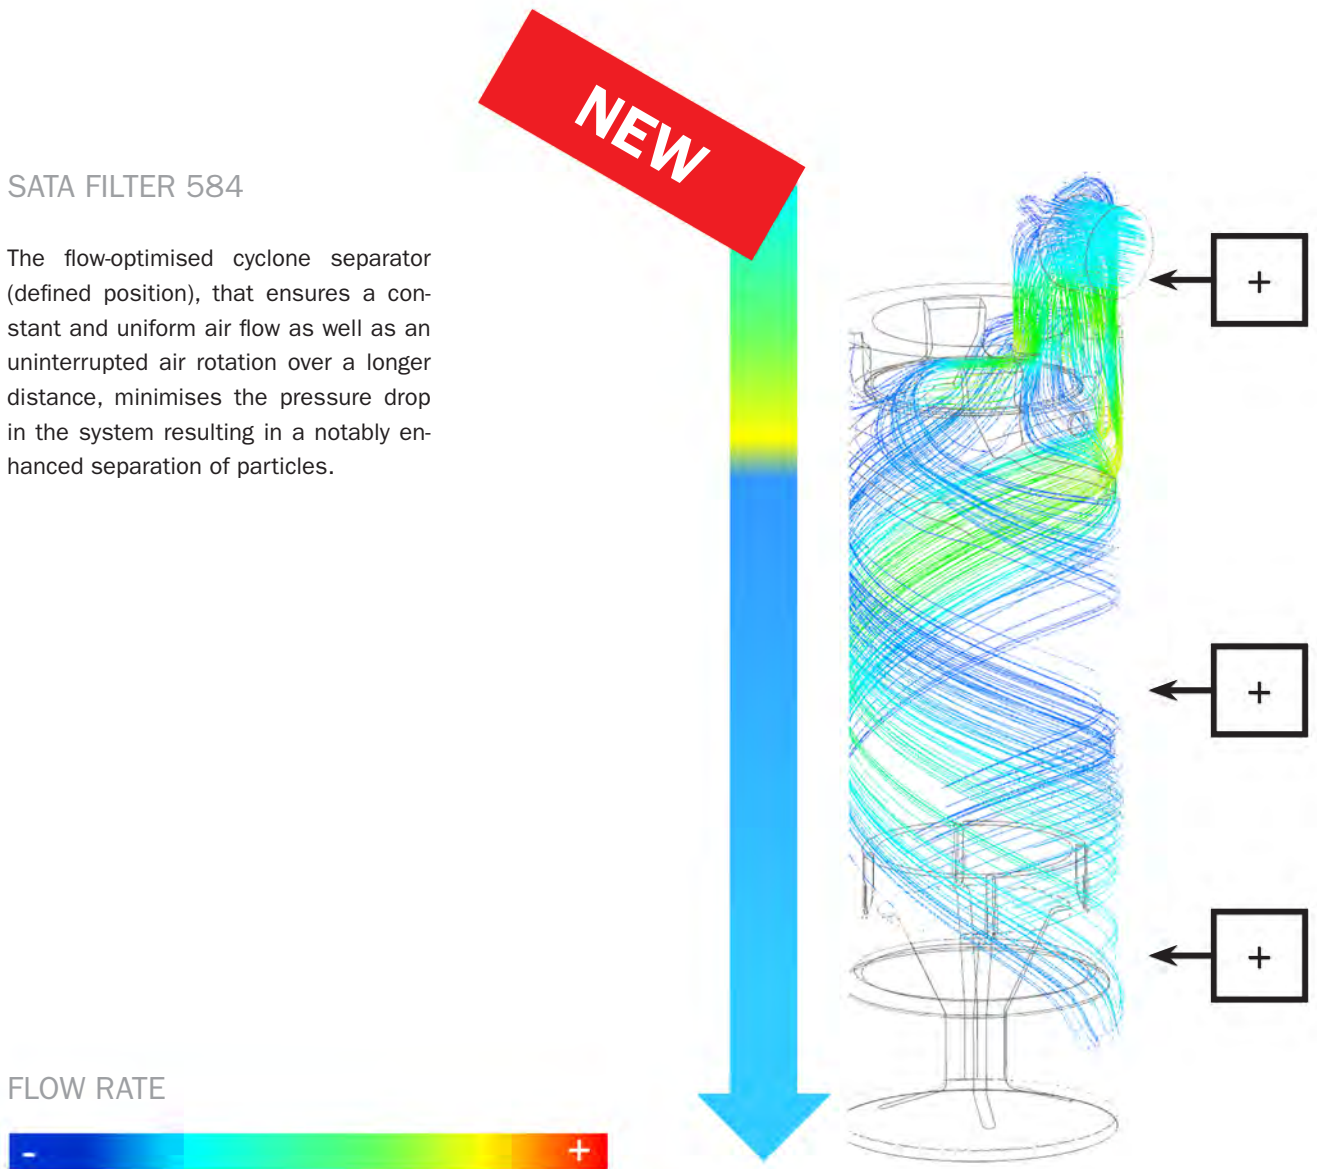 NEW
SATA FILTER 584
The flow-optimised cyclone separator
(defined position), that ensures a con-
stant and uniform air flow as well as an
uninterrupted air rotation over a longer
distance, minimises the pressure drop
in the system resulting in a notably en-
hanced separation of particles.
+
+
+
FLOW RATE
- +